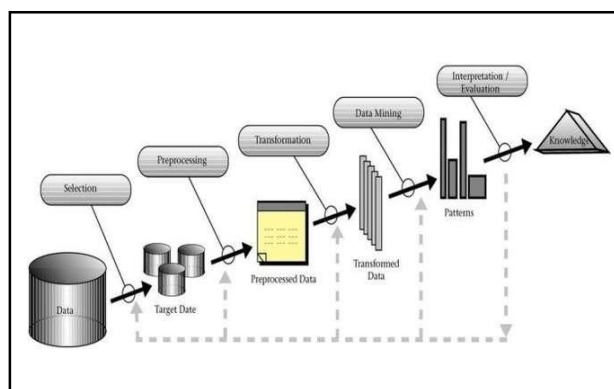 Interpretation /
Evaluation
Data Mining
Knowledge
Transformation
Preprocessing
Patterns
Selection
Transformed
Data
Preprocessed Data
Data
Target Date